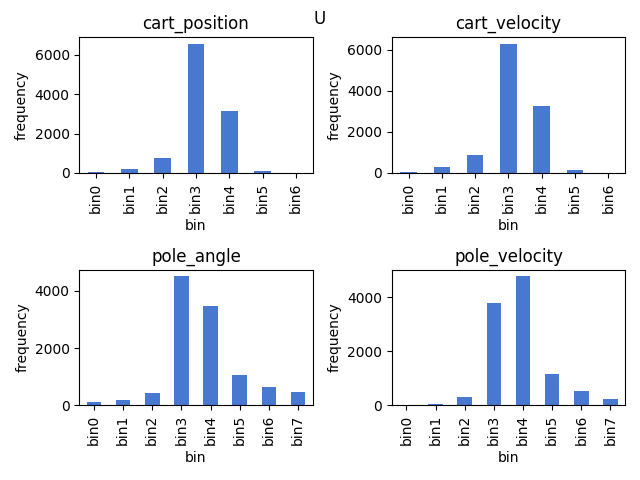 U
cart_position
frequency
6000
4000
2000
0
bin0 bin1 bin2 bin3 bin4 bin5 bin6
bin
cart_velocity
frequency
6000
4000
2000
0
bin0 bin1 bin2 bin3 bin4 bin5 bin6
bin
pole_angle
frequency
4000
2000
0
bin0 bin1 bin2 bin3 bin4 bin5 bin6 bin7
bin
pole_velocity
frequency
4000
2000
0
bin0 bin1 bin2 bin3 bin4 bin5 bin6 bin7
bin